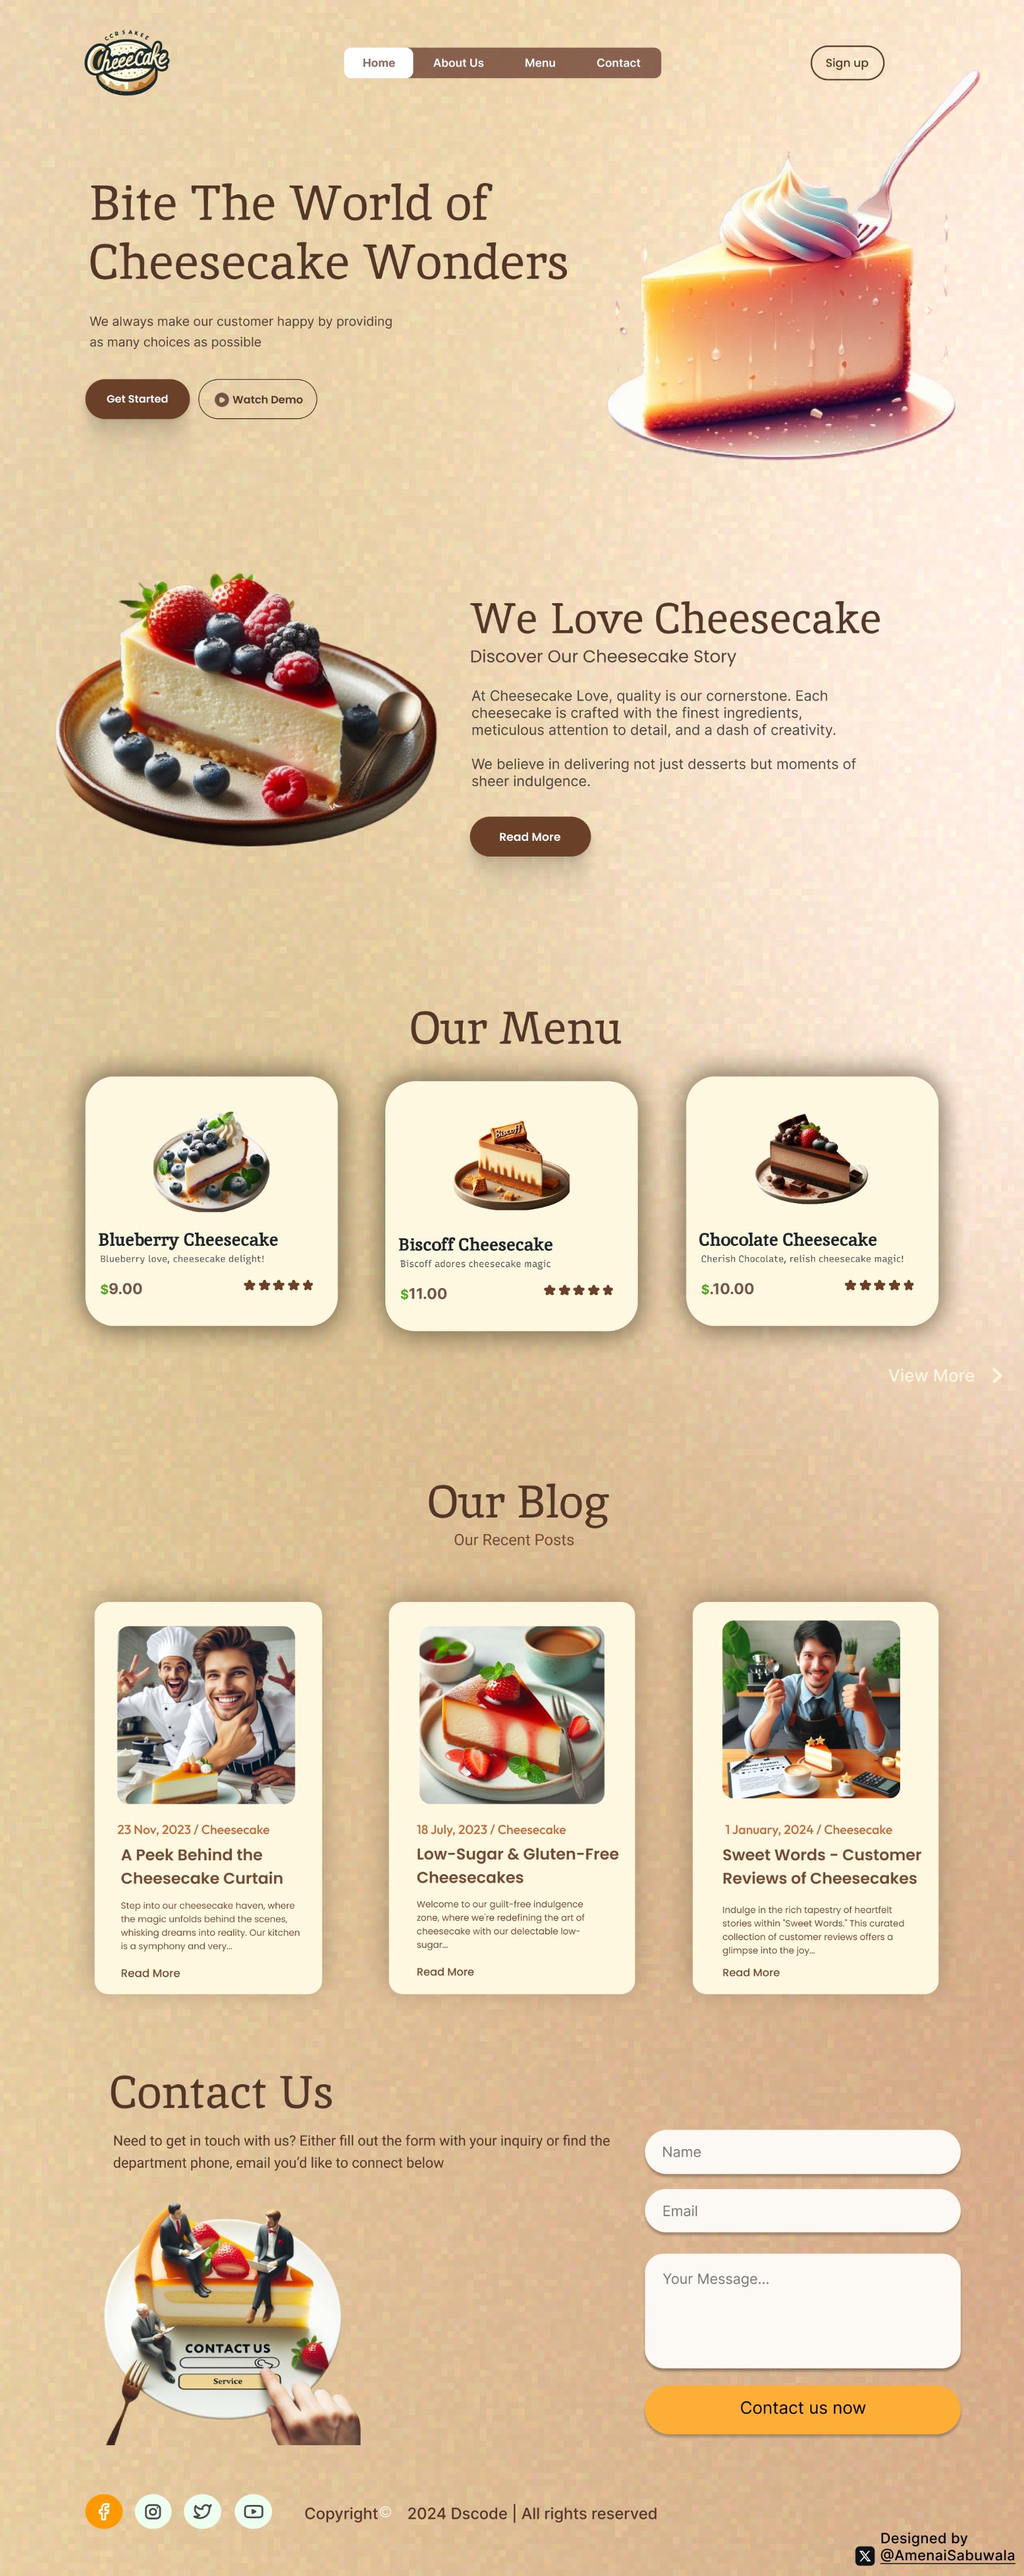 CCRSAKEE
Cheeecake
Home
About Us
Menu
Contact
Sign up
Bite The World of
Cheesecake Wonders
We always make our customer happy by providing
as many choices as possible
Get Started
Watch Demo
We Love Cheesecake
Discover Our Cheesecake Story
At Cheesecake Love, quality is our cornerstone. Each
cheesecake is crafted with the finest ingredients,
meticulous attention to detail, and a dash of creativity.
We believe in delivering not just desserts but moments of
sheer indulgence.
Read More
Our Menu
Blueberry Cheesecake
Blueberry love, cheesecake delight!
$9.00
Biscoff
Biscoff Cheesecake
Biscoff adores cheesecake magic
$11.00
Chocolate Cheesecake
Cherish Chocolate, relish cheesecake magic!
$.10.00
View More
Our Blog
Our Recent Posts
23 Nov, 2023 / Cheesecake
A Peek Behind the
Cheesecake Curtain
Step into our cheesecake haven, where
the magic unfolds behind the scenes,
whisking dreams into reality. Our kitchen
is a symphony and very...
Read More
18 July, 2023 / Cheesecake
Low-Sugar & Gluten-Free
Cheesecakes
Welcome to our guilt-free indulgence
zone, where we're redefining the art of
cheesecake with our delectable low-
sugar...
Read More
1 January, 2024 / Cheesecake
Sweet Words - Customer
Reviews of Cheesecakes
Indulge in the rich tapestry of heartfelt
stories within "Sweet Words." This curated
collection of customer reviews offers a
glimpse into the joy...
Read More
Contact Us
Need to get in touch with us? Either fill out the form with your inquiry or find the
department phone, email you'd like to connect below
CONTACT US
Service
Name
Email
Your Message...
Contact us now
Copyright© 2024 Dscode | All rights reserved
Designed by
@AmenaiSabuwala